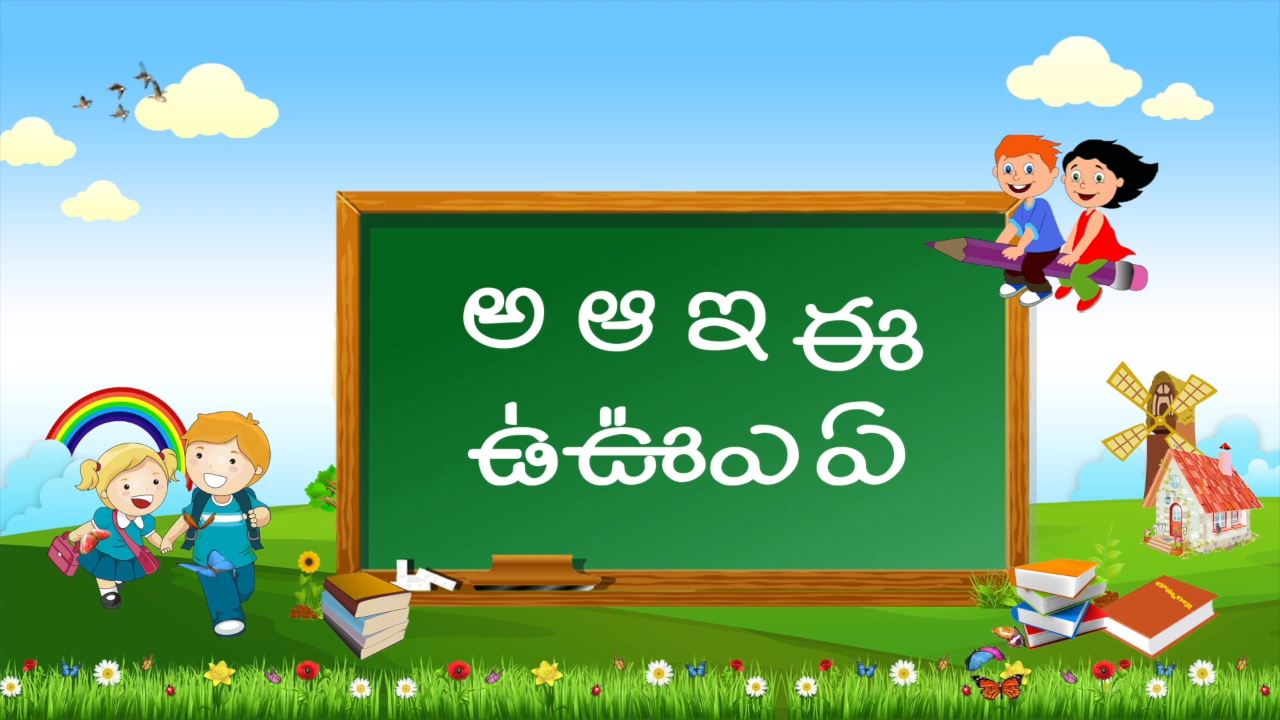 అ ఆ ఇ ఈ
ఉ ఊ ఎ ఏ